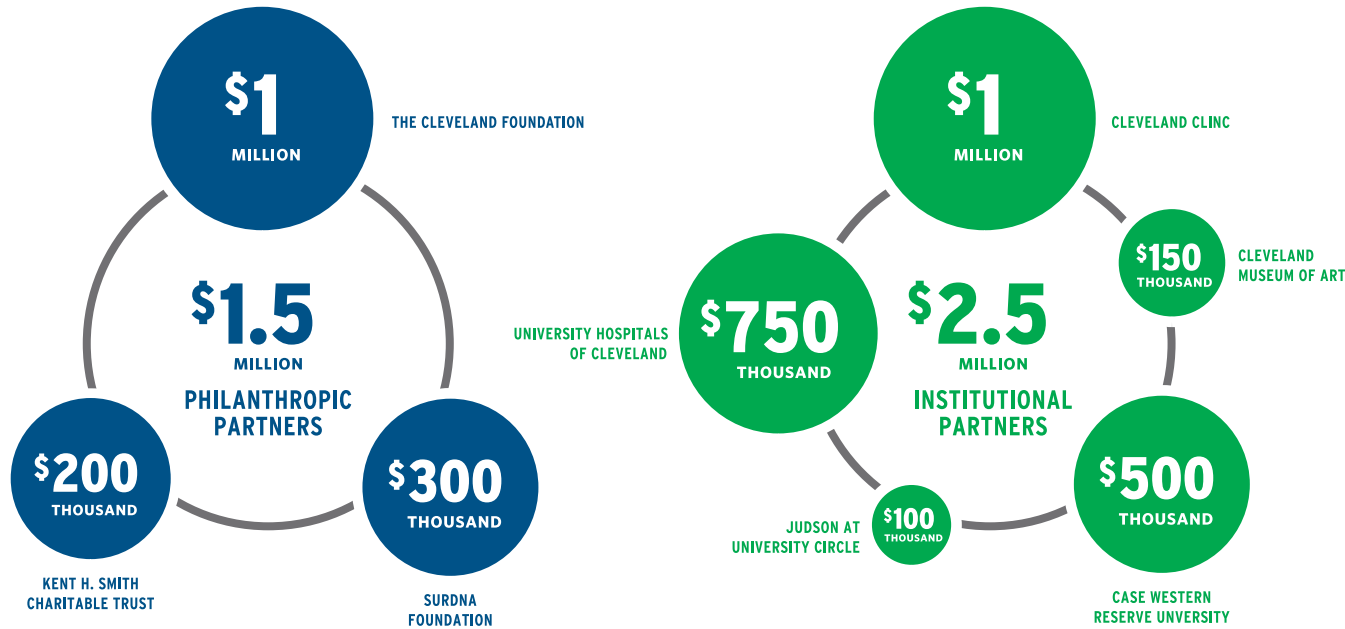 $1
MILLION
THE CLEVELAND FOUNDATION
$1.5
MILLION
PHILANTHROPIC
PARTNERS
$200
THOUSAND
KENT H. SMITH
CHARITABLE TRUST
$300
THOUSAND
SURDNA
FOUNDATION
$1
MILLION
CLEVELAND CLINC
$150
THOUSAND
CLEVELAND
MUSEUM OF ART
$750
THOUSAND
UNIVERSITY HOSPITALS
OF CLEVELAND
$2.5
MILLION
INSTITUTIONAL
PARTNERS
$100
THOUSAND
JUDSON AT
UNIVERSITY CIRCLE
$500
THOUSAND
CASE WESTERN
RESERVE UNVERSITY